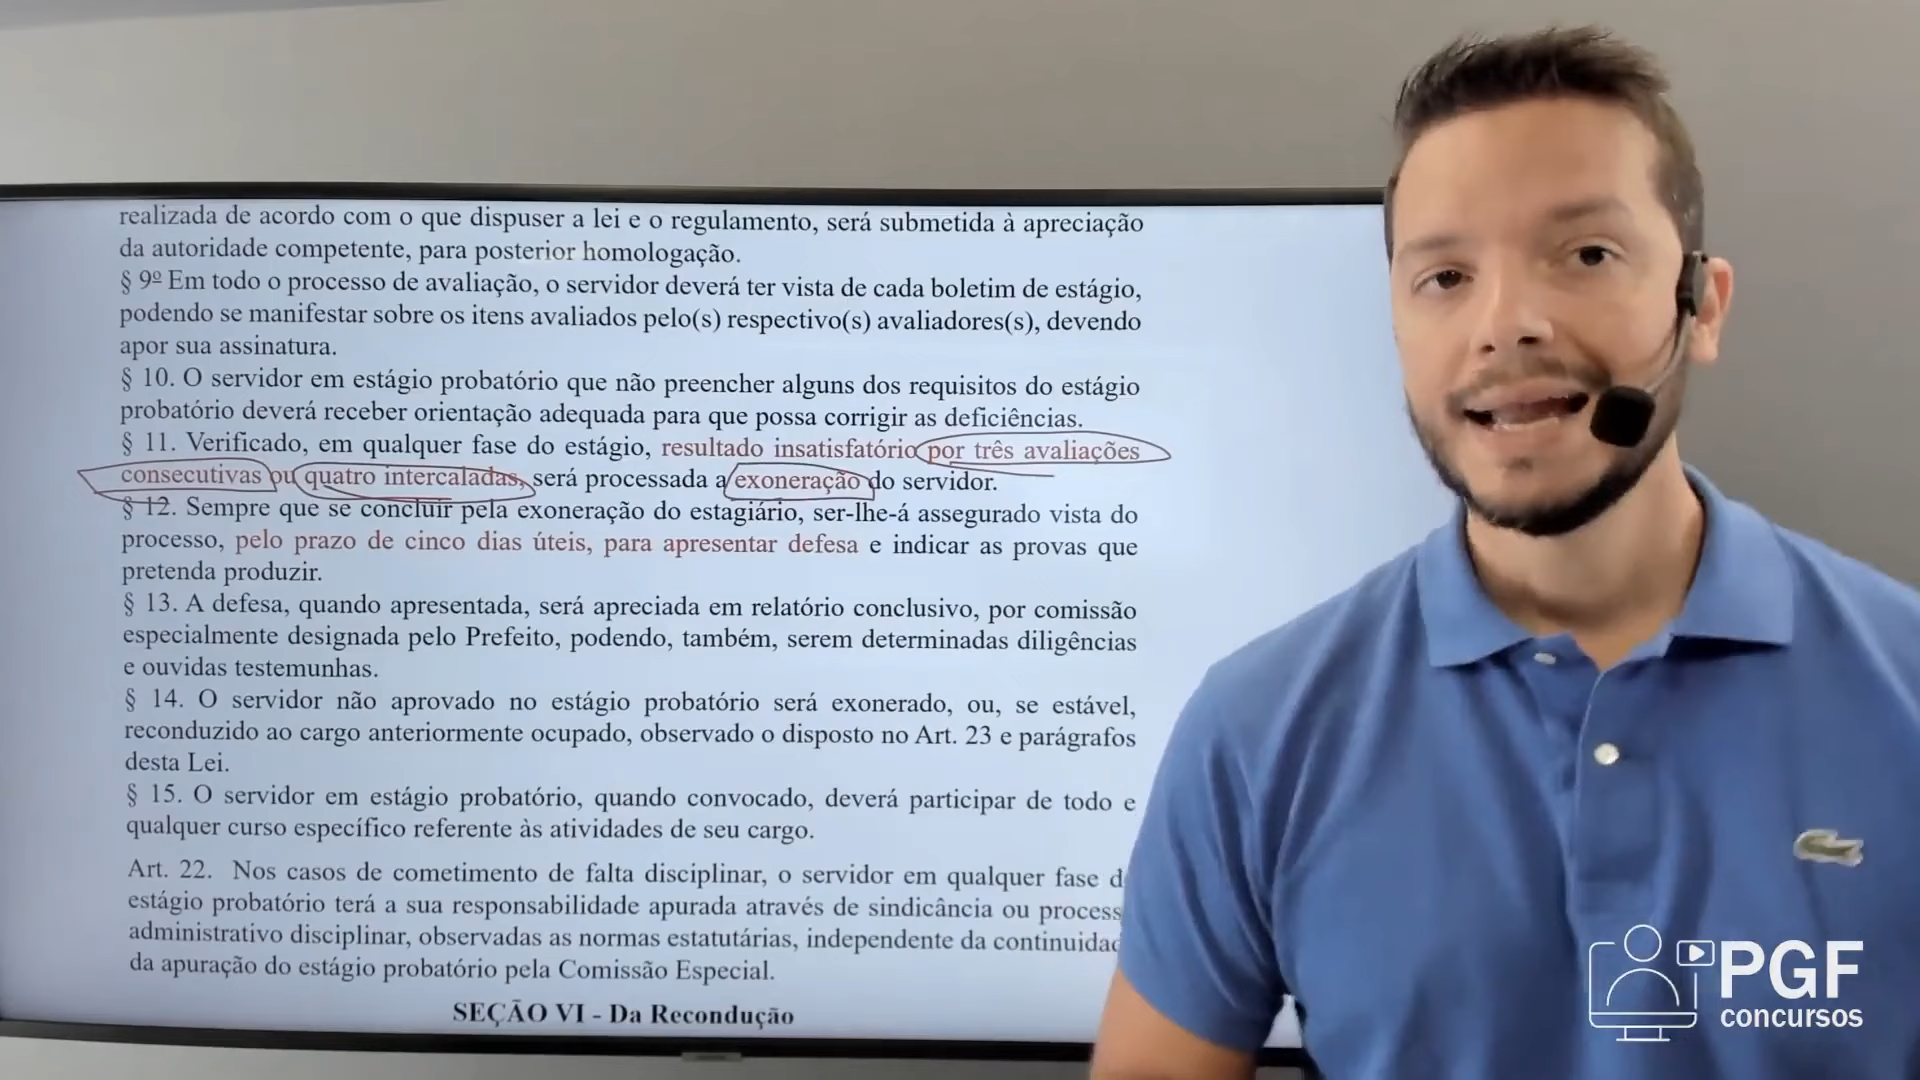 realizada de acordo com o que dispuser a lei e o regulamento, será submetida à apreciação
da autoridade competente, para posterior homologação.
§ 9º Em todo o processo de avaliação, o servidor deverá ter vista de cada boletim de estágio,
podendo se manifestar sobre os itens avaliados pelo(s) respectivo(s) avaliadores(s), devendo
apor sua assinatura.
§ 10. O servidor em estágio probatório que não preencher alguns dos requisitos do estágio
probatório deverá receber orientação adequada para que possa corrigir as deficiências.
§ 11. Verificado, em qualquer fase do estágio, resultado insatisfatório por três avaliações
consecutivas ou quatro intercaladas, será processada a exoneração do servidor.
§ 12. Sempre que se concluir pela exoneração do estagiário, ser-lhe-á assegurado vista do
processo, pelo prazo de cinco dias úteis, para apresentar defesa e indicar as provas que
pretenda produzir.
§ 13. A defesa, quando apresentada, será apreciada em relatório conclusivo, por comissão
especialmente designada pelo Prefeito, podendo, também, serem determinadas diligências
e ouvidas testemunhas.
§ 14. O servidor não aprovado no estágio probatório será exonerado, ou, se estável,
reconduzido ao cargo anteriormente ocupado, observado o disposto no Art. 23 e parágrafos
desta Lei.
§ 15. O servidor em estágio probatório, quando convocado, deverá participar de todo e
qualquer curso específico referente às atividades de seu cargo.
Art. 22. Nos casos de cometimento de falta disciplinar, o servidor em qualquer fase d
estágio probatório terá a sua responsabilidade apurada através de sindicância ou process
administrativo disciplinar, observadas as normas estatutárias, independente da continuidad
da apuração do estágio probatório pela Comissão Especial.
SEÇÃO VI - Da Recondução
PGF
concursos